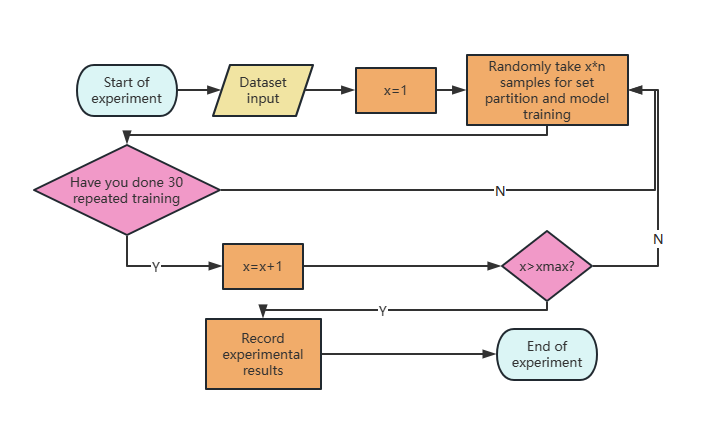 Start of
experiment
Dataset
input
x=1
Randomly take x*n
samples for set
partition and model
training
Have you done 30
repeated training
N
N
Y
x=x+1
x>xmax?
Y
Record
experimental
results
End of
experiment